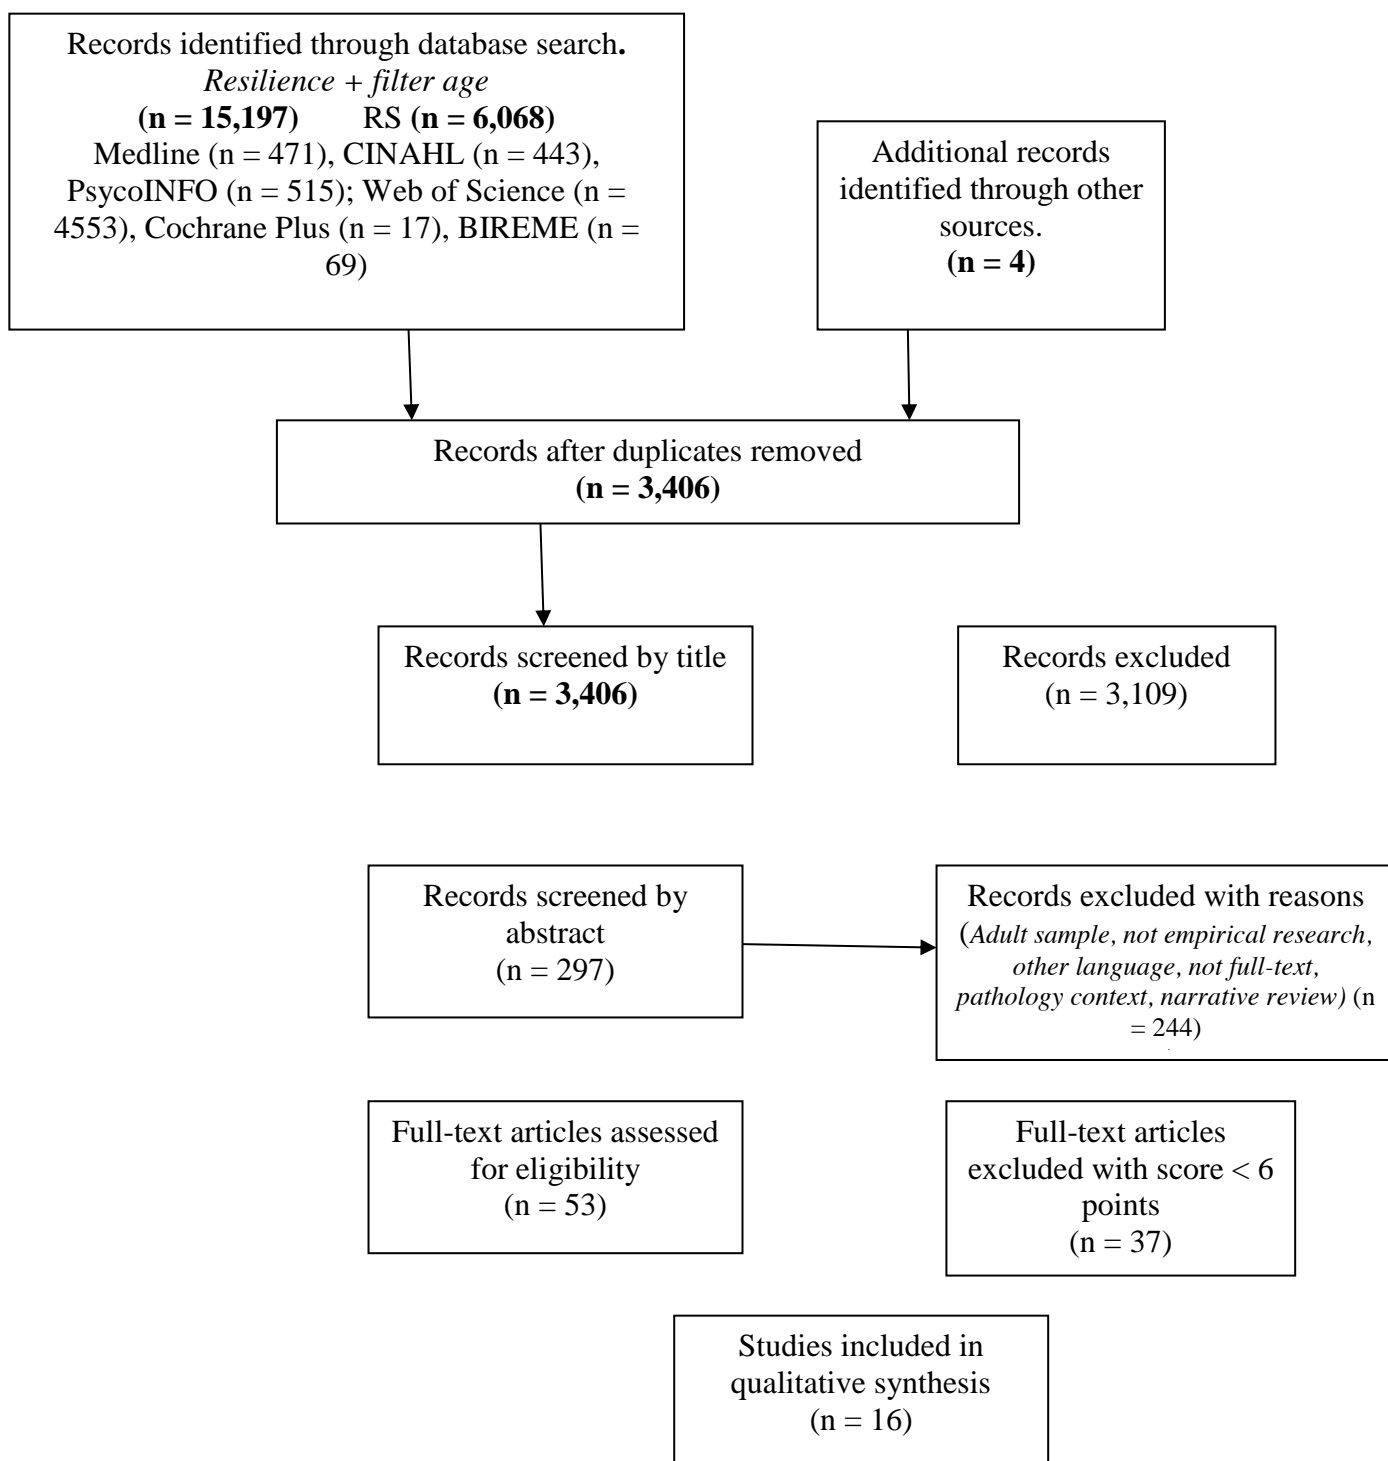 Records identified through database search.
Resilience + filter age
(n = 15,197) RS (n = 6,068)
Medline (n = 471), CINAHL (n = 443),
PsycoINFO (n = 515); Web of Science (n =
4553), Cochrane Plus (n = 17), BIREME (n =
69)
Additional records
identified through other
sources.
(n = 4)
Records after duplicates removed
(n = 3,406)
Records screened by title
(n = 3,406)
Records excluded
(n = 3,109)
Records screened by
abstract
(n = 297)
Records excluded with reasons
(Adult sample, not empirical research,
other language, not full-text,
pathology context, narrative review) (n
= 244)
Full-text articles assessed
for eligibility
(n = 53)
Full-text articles
excluded with score < 6
points
(n = 37)
Studies included in
qualitative synthesis
(n = 16)